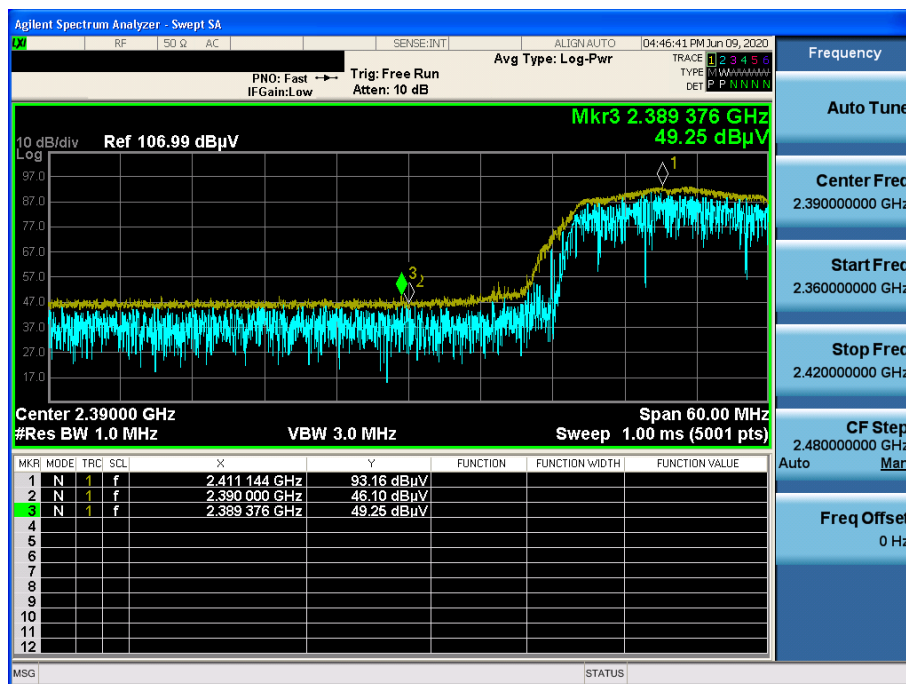 Agilent Spectrum Analyzer - Swept SA
LXI RF 50 Ω AC SENSE:INT ALIGN AUTO 04:46:41 PM Jun 09, 2020
Frequency
PNO: Fast Trig: Free Run Avg Type: Log-Pwr TRACE 1 2 3 4 5 6
IFGain:Low Atten: 10 dB TYPE M WWWWW
DET P P N N N N
Auto Tune
Mkr3 2.389 376 GHz
49.25 dBµV
10 dB/div Ref 106.99 dBµV
Log
97.0
87.0
77.0
67.0
57.0
47.0
37.0
27.0
17.0
1
3
2
Center 2.39000 GHz Span 60.00 MHz
#Res BW 1.0 MHz VBW 3.0 MHz Sweep 1.00 ms (5001 pts)
Center Freq
2.390000000 GHz
Start Freq
2.360000000 GHz
Stop Freq
2.420000000 GHz
CF Step
2.480000000 GHz
Auto Man
Freq Offset
0 Hz
MKR MODE TRC SCL X Y FUNCTION FUNCTION WIDTH FUNCTION VALUE
1 N 1 f 2.411 144 GHz 93.16 dBµV
2 N 1 f 2.390 000 GHz 46.10 dBµV
3 N 1 f 2.389 376 GHz 49.25 dBµV
4
5
6
7
8
9
10
11
12
MSG STATUS